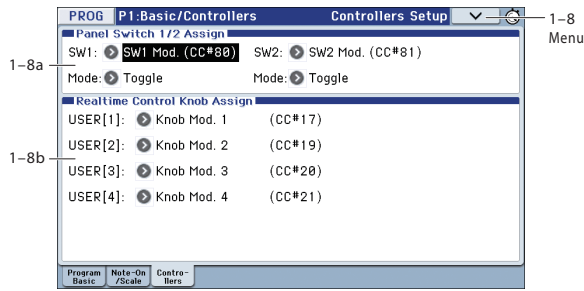 PROG P1:Basic/Controllers Controllers Setup
1–8
Menu
Panel Switch 1/2 Assign
SW1: SW1 Mod. (CC#80) SW2: SW2 Mod. (CC#81)
1–8a
Mode: Toggle Mode: Toggle
Realtime Control Knob Assign
USER[1]: Knob Mod. 1 (CC#17)
USER[2]: Knob Mod. 2 (CC#19)
1–8b
USER[3]: Knob Mod. 3 (CC#20)
USER[4]: Knob Mod. 4 (CC#21)
Program Basic
Note-On /Scale
Contro- llers